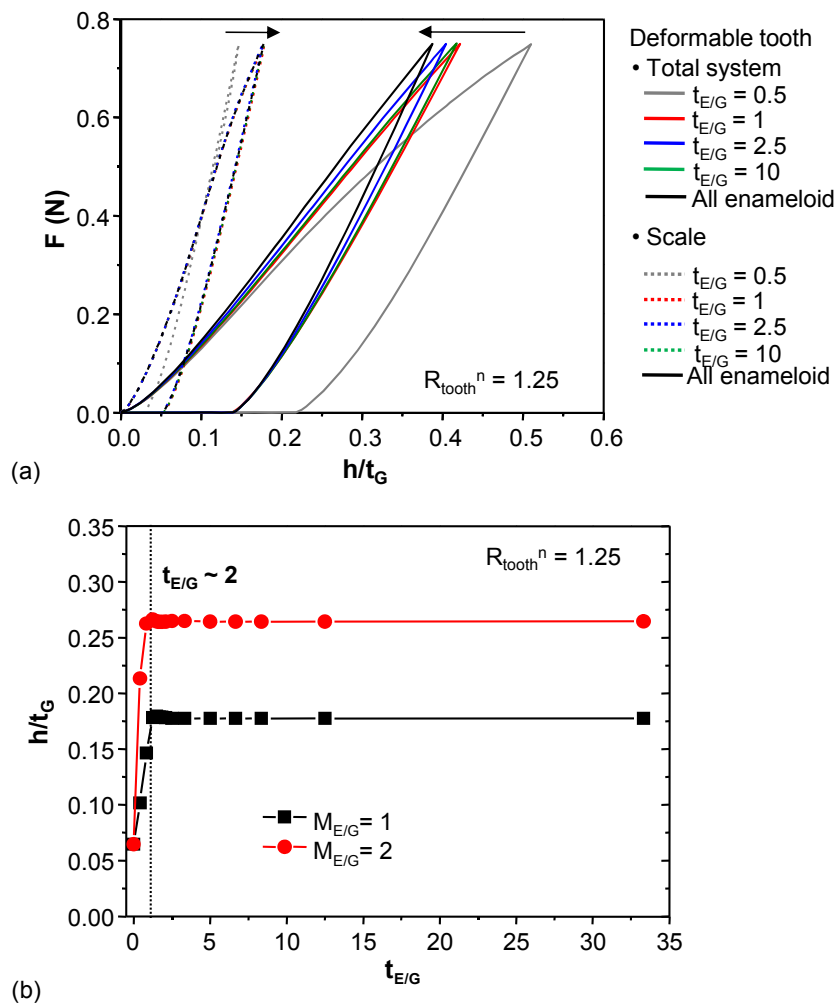 0.8
0.6
0.4
0.2
0.0
F (N)
0.0 0.1 0.2 0.3 0.4 0.5 0.6
h/tG
Rtooth^n = 1.25
Deformable tooth
• Total system
tE/G = 0.5
tE/G = 1
tE/G = 2.5
tE/G = 10
All enameloid
• Scale
tE/G = 0.5
tE/G = 1
tE/G = 2.5
tE/G = 10
All enameloid
(a)
0.35
0.30
0.25
0.20
0.15
0.10
0.05
0.00
h/tG
tE/G ~ 2
Rtooth^n = 1.25
ME/G= 1
ME/G= 2
0 5 10 15 20 25 30 35
tE/G
(b)